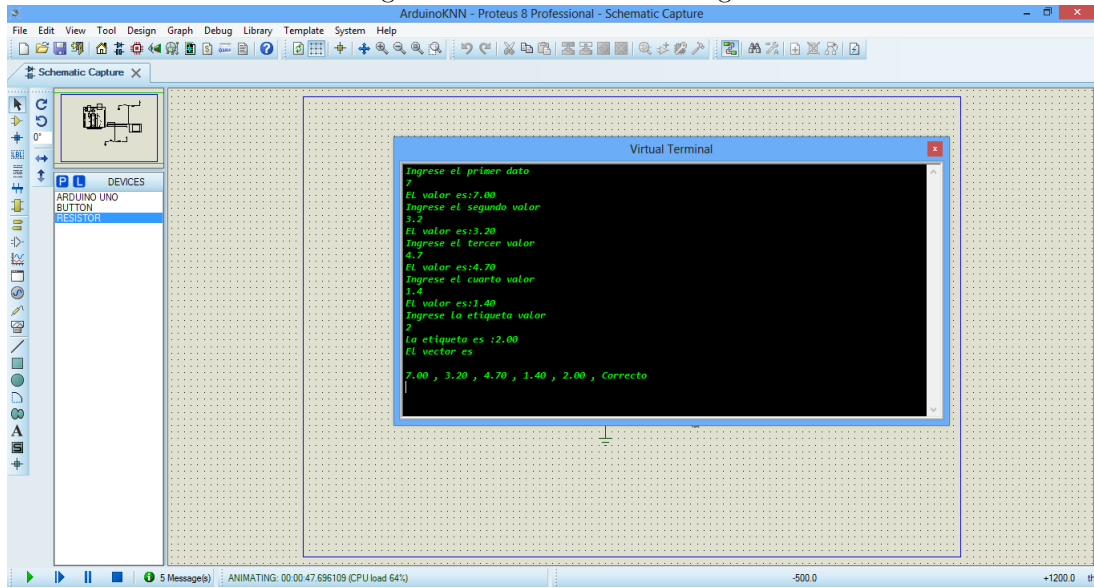 ArduinoKNN - Proteus 8 Professional - Schematic Capture
File Edit View Tool Design Graph Debug Library Template System Help
Schematic Capture
0°
P L DEVICES
ARDUINO UNO
BUTTON
RESISTOR
Virtual Terminal
Ingrese el primer dato
7
EL valor es:7.00
Ingrese el segundo valor
3.2
EL valor es:3.20
Ingrese el tercer valor
4.7
EL valor es:4.70
Ingrese el cuarto valor
1.4
EL valor es:1.40
Ingrese la etiqueta valor
2
La etiqueta es :2.00
El vector es
7.00 , 3.20 , 4.70 , 1.40 , 2.00 , Correcto
5 Message(s) ANIMATING: 00:00:47.696109 (CPU load 64%) -500.0 +1200.0 th